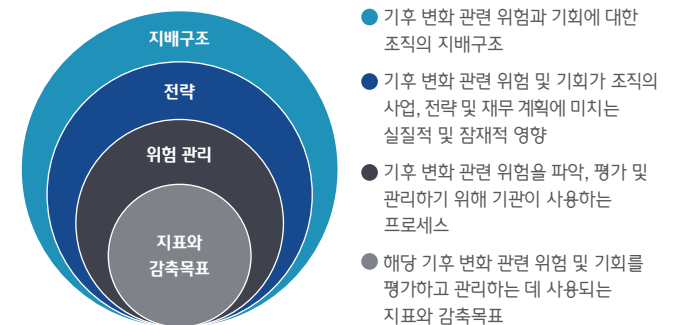 지배구조
전략
위험 관리
지표와
감축목표
기후 변화 관련 위험과 기회에 대한
조직의 지배구조
기후 변화 관련 위험 및 기회가 조직의
사업, 전략 및 재무 계획에 미치는
실질적 및 잠재적 영향
기후 변화 관련 위험을 파악, 평가 및
관리하기 위해 기관이 사용하는
프로세스
해당 기후 변화 관련 위험 및 기회를
평가하고 관리하는 데 사용되는
지표와 감축목표